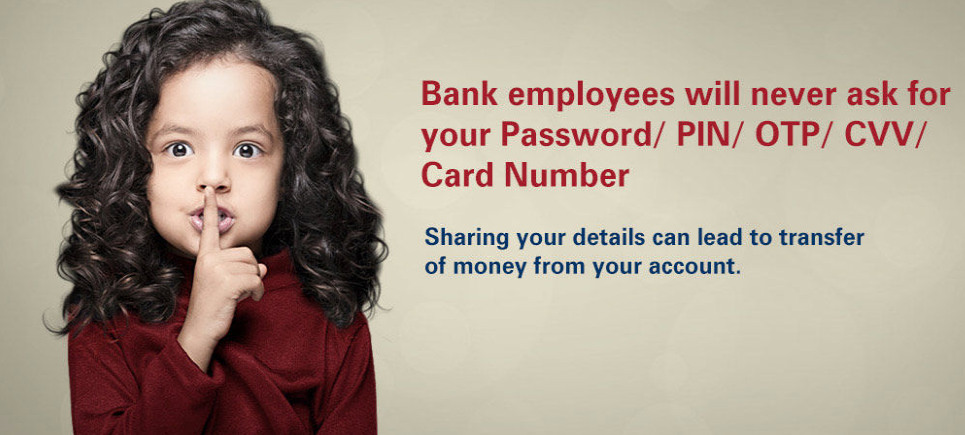 Bank employees will never ask for
your Password/ PIN/ OTP/ CVV/
Card Number
Sharing your details can lead to transfer
of money from your account.